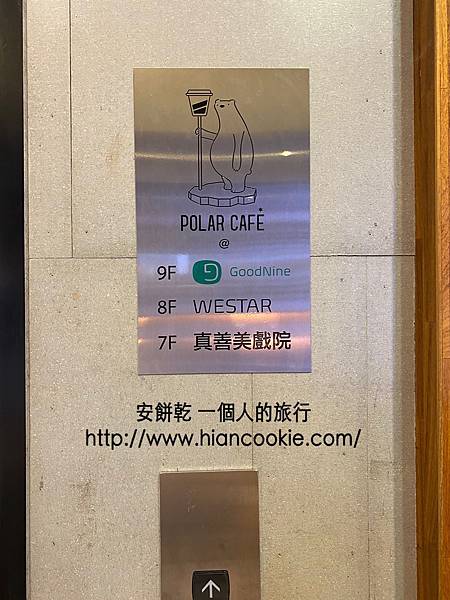 POLAR CAFÉ
@
9F GoodNine
8F WESTAR
7F 真善美戲院
安餅乾 一個人的旅行
http://www.hiancookie.com/